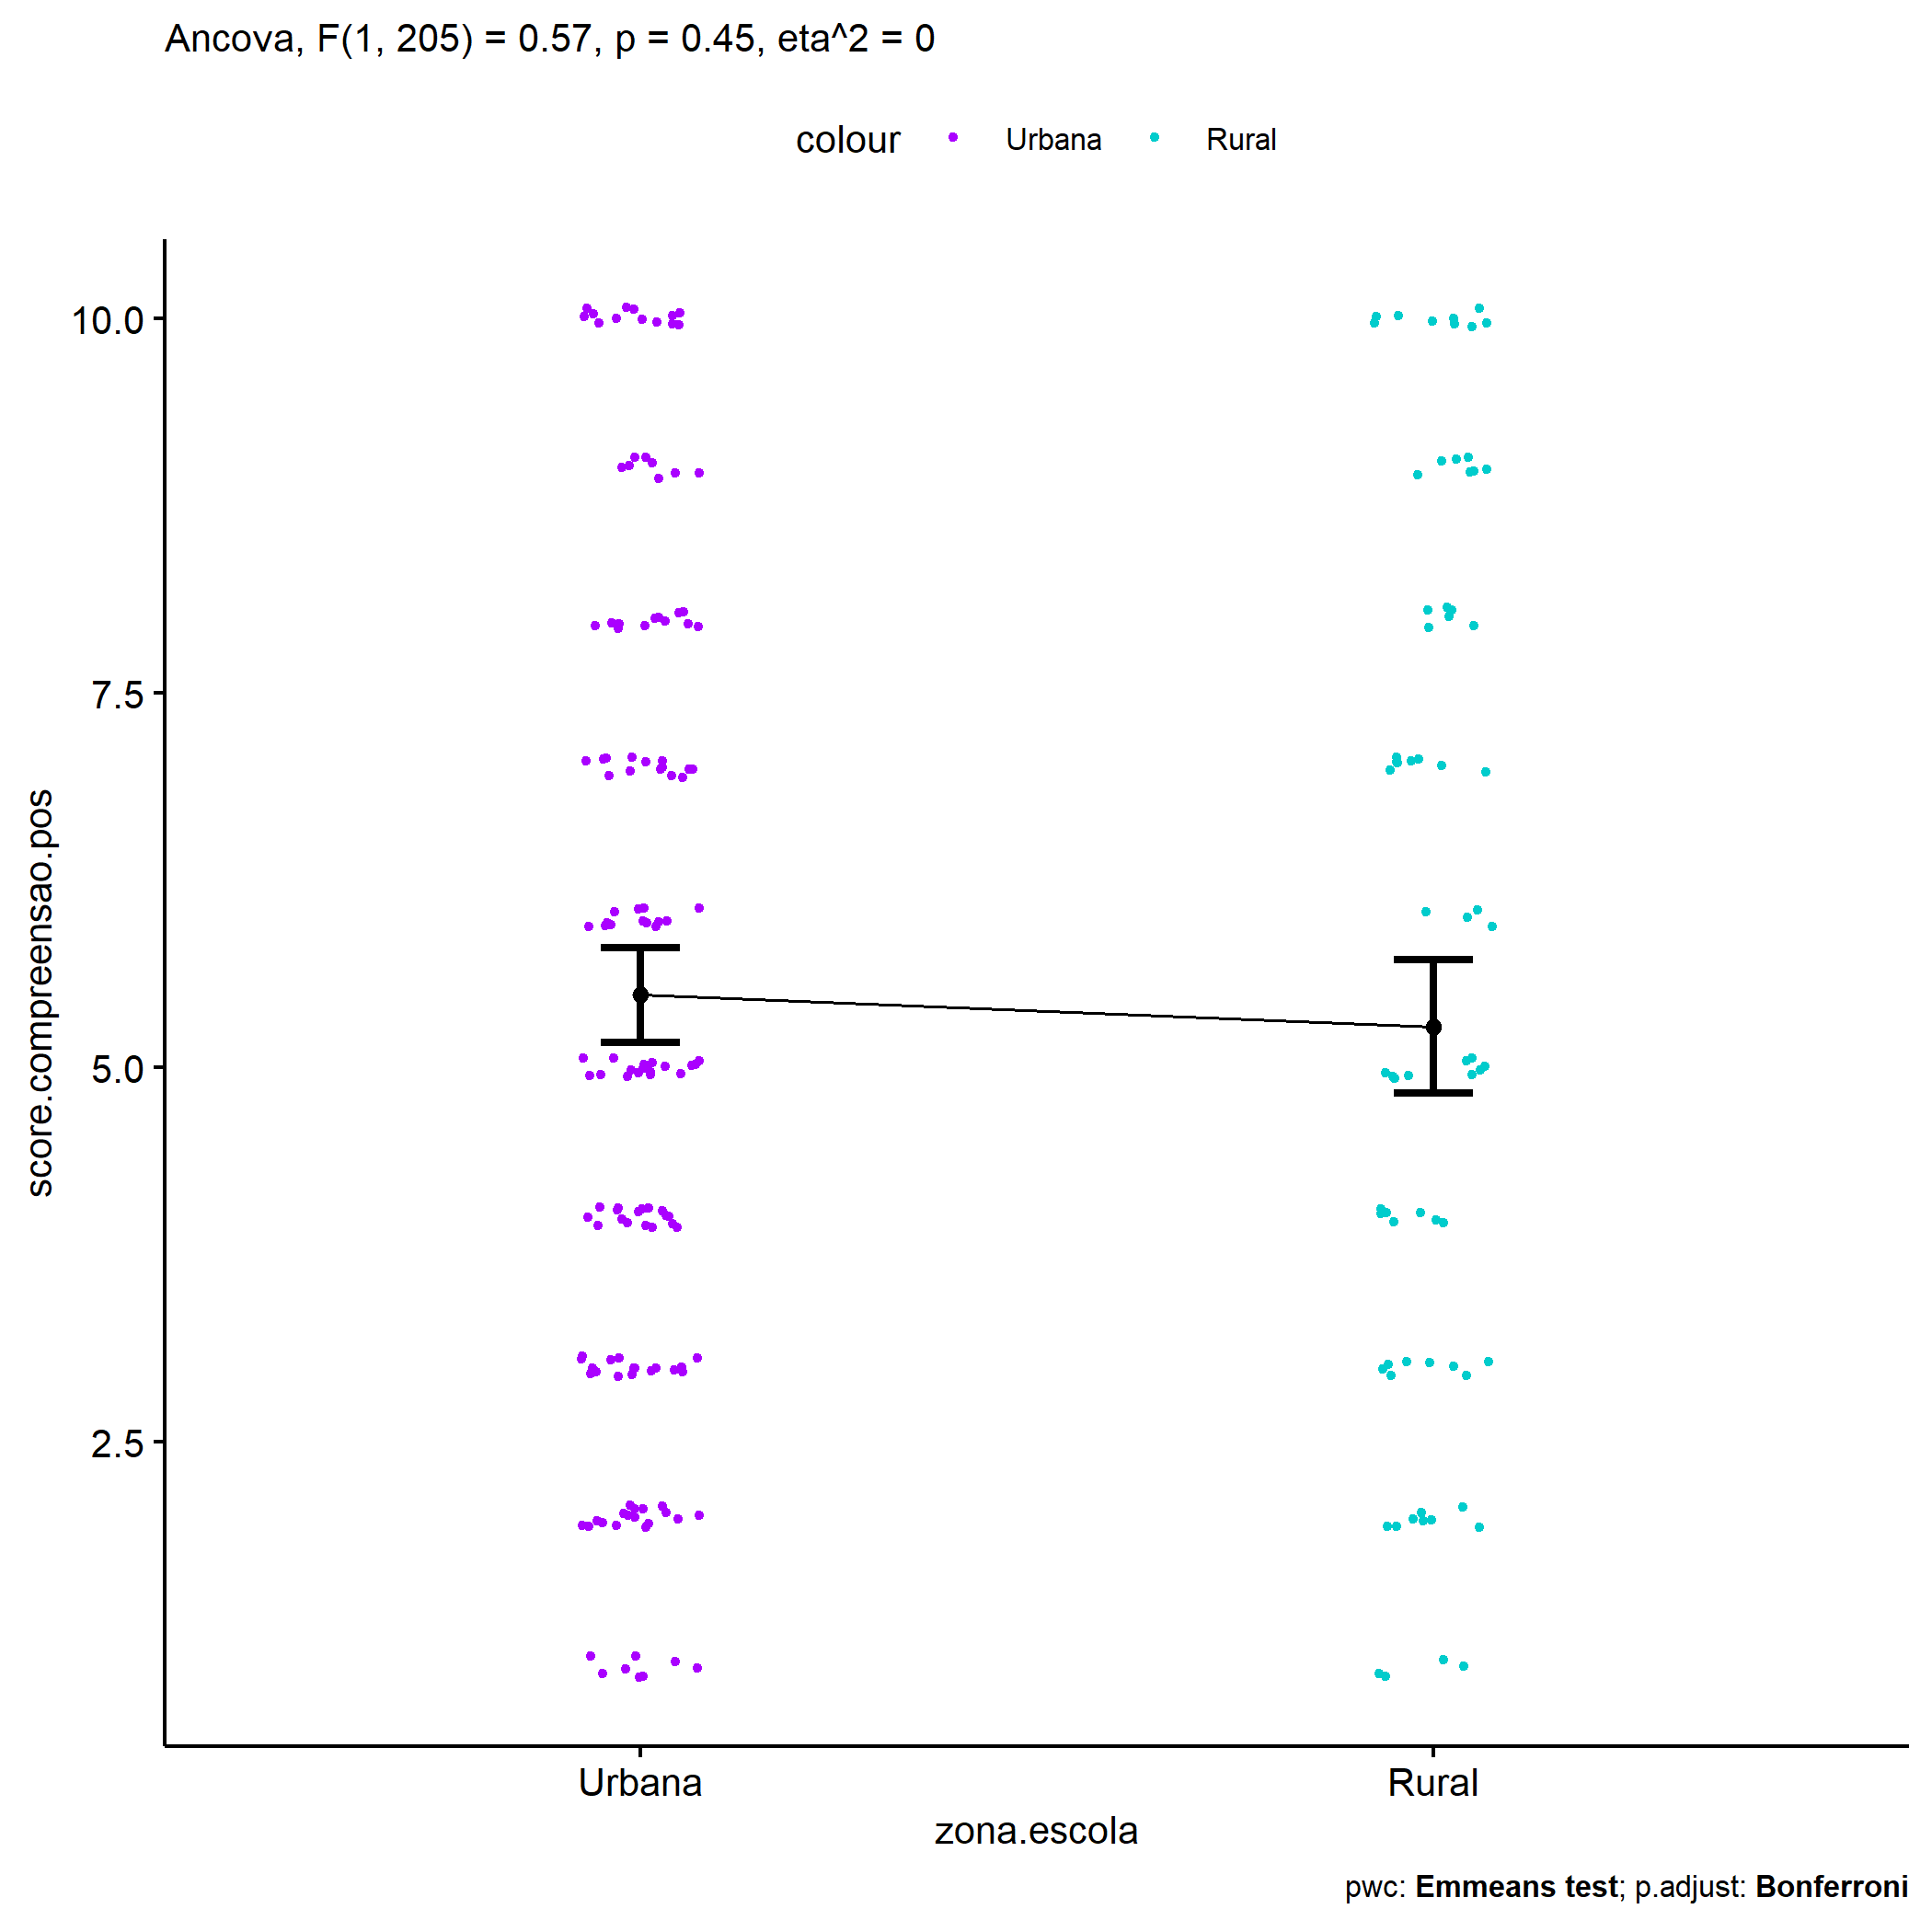 Ancova, F(1, 205) = 0.57, p = 0.45, eta^2 = 0
colour Urbana Rural
10.0
7.5
5.0
2.5
score.compreensao.pos
Urbana Rural
zona.escola
pwc: Emmeans test; p.adjust: Bonferroni